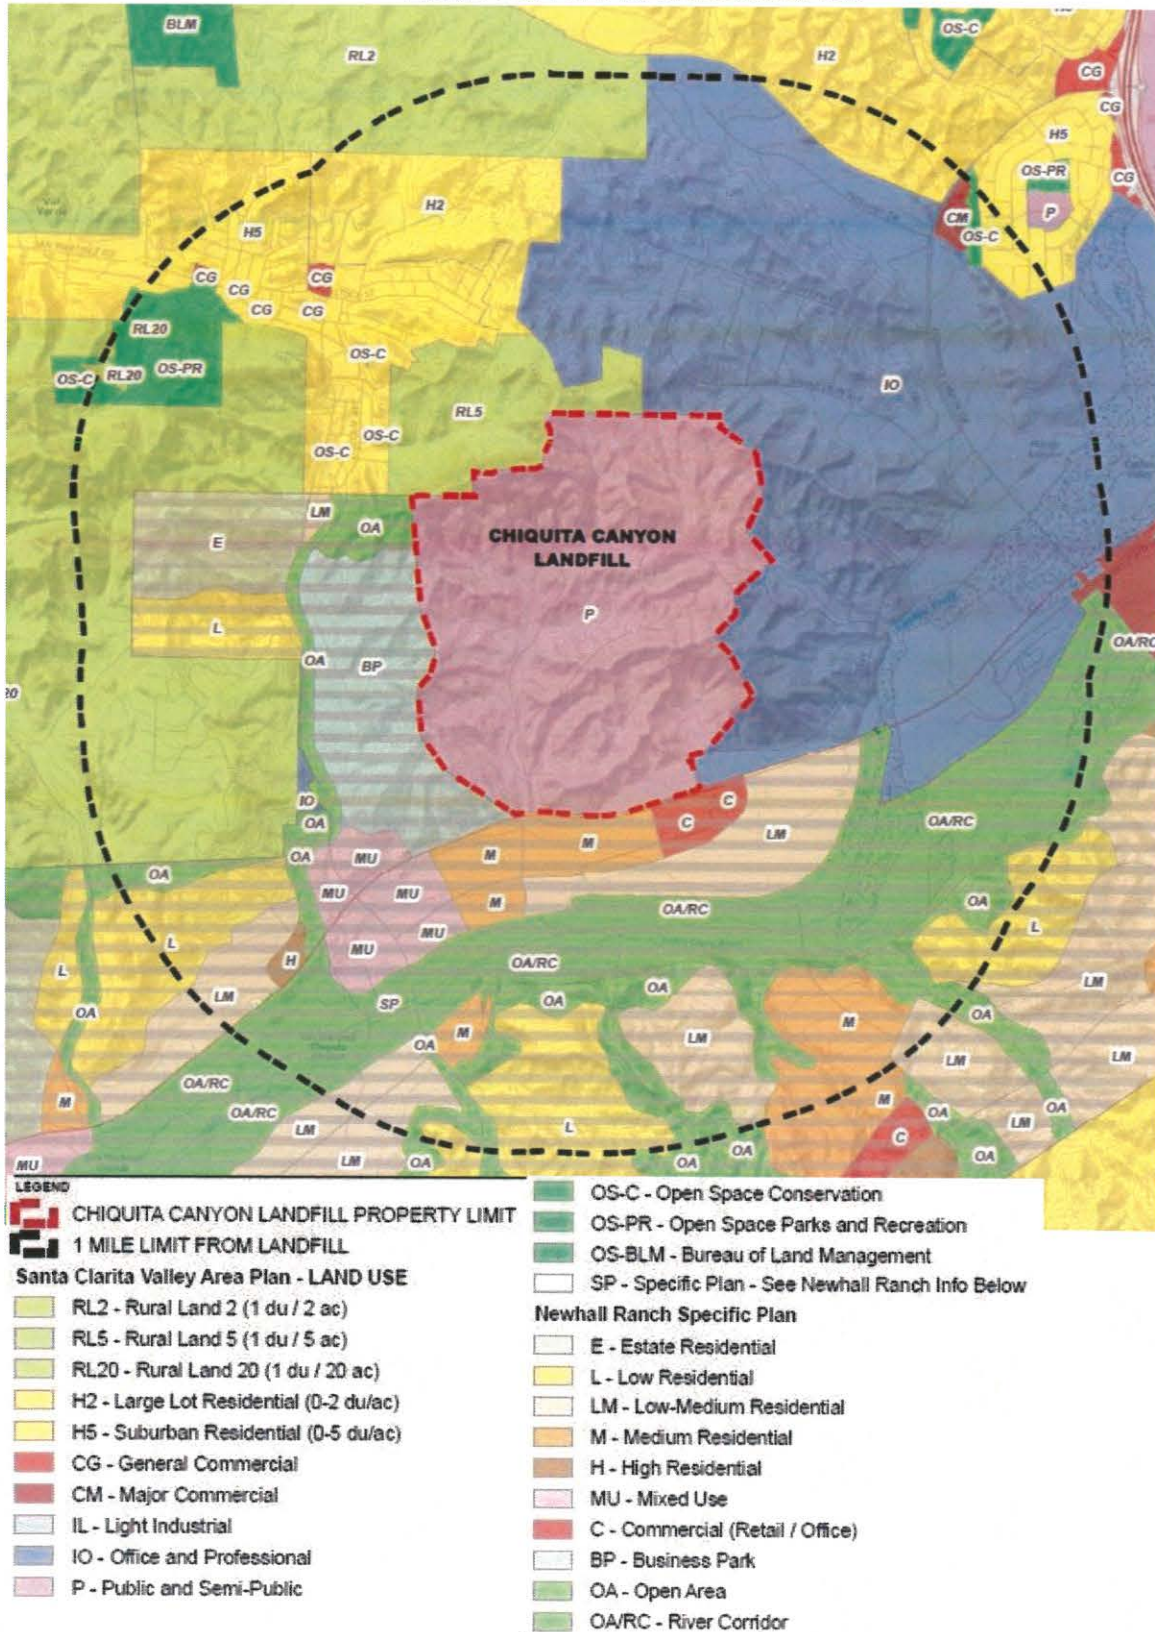 BLM
OS-C
RL2
H2
CG
CG
H5
OS-PR
CG
H2
P
CM
H5
OS-C
CG
CG
CG
CG
CG
RL20
OS-C
OS-C
RL20
OS-PR
IO
RL5
OS-C
OS-C
LM
OA
CHIQUITA CANYON
LANDFILL
E
P
L
OA
BP
OA/RC
20
IO
C
OA
C
OA/RC
LM
M
M
OA
MU
OA
MU
MU
M
OA/RC
OA
L
MU
L
MU
H
OA/RC
L
OA
LM
LM
SP
OA
OA
OA
M
OA
M
LM
OA
LM
LM
OA/RC
M
OA/RC
M
OA
OA
LM
L
C
LM
OA
MU
LM
OA
OA
OA
LEGEND
CHIQUITA CANYON LANDFILL PROPERTY LIMIT
1 MILE LIMIT FROM LANDFILL
Santa Clarita Valley Area Plan - LAND USE
RL2 - Rural Land 2 (1 du / 2 ac)
RL5 - Rural Land 5 (1 du / 5 ac)
RL20 - Rural Land 20 (1 du / 20 ac)
H2 - Large Lot Residential (0-2 du/ac)
H5 - Suburban Residential (0-5 du/ac)
CG - General Commercial
CM - Major Commercial
IL - Light Industrial
IO - Office and Professional
P - Public and Semi-Public
OS-C - Open Space Conservation
OS-PR - Open Space Parks and Recreation
OS-BLM - Bureau of Land Management
SP - Specific Plan - See Newhall Ranch Info Below
Newhall Ranch Specific Plan
E - Estate Residential
L - Low Residential
LM - Low-Medium Residential
M - Medium Residential
H - High Residential
MU - Mixed Use
C - Commercial (Retail / Office)
BP - Business Park
OA - Open Area
OA/RC - River Corridor